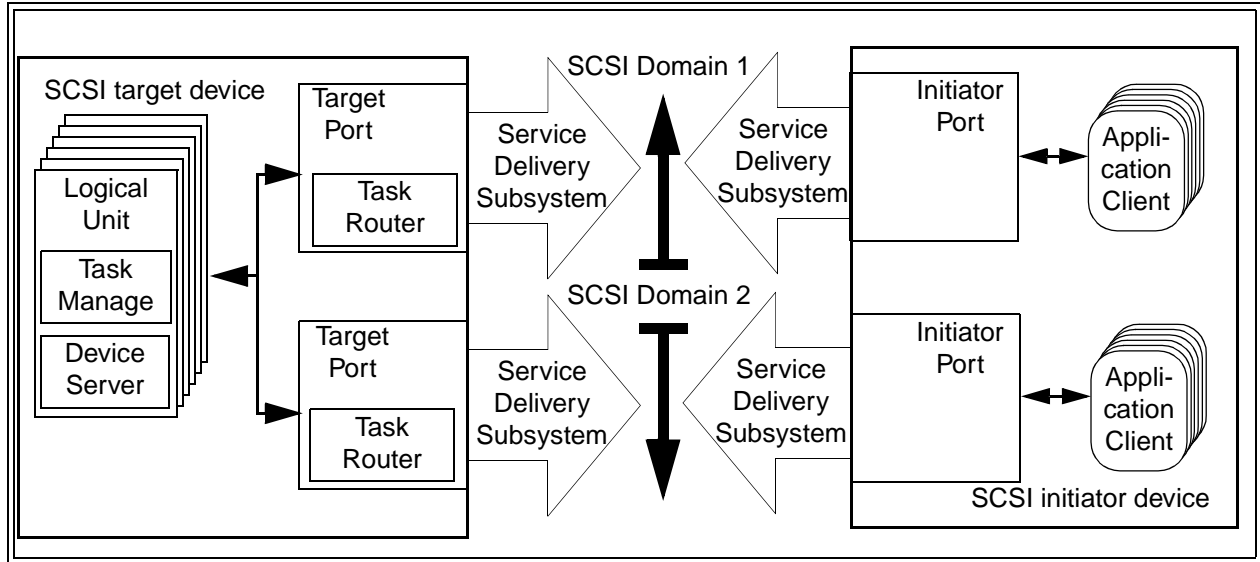 SCSI target device
Logical
Unit
Task
Manage
Device
Server
Target
Port
Task
Router
Target
Port
Task
Router
Service
Delivery
Subsystem
Service
Delivery
Subsystem
SCSI Domain 1
SCSI Domain 2
Service
Delivery
Subsystem
Service
Delivery
Subsystem
Initiator
Port
Appli-
cation
Client
Initiator
Port
Appli-
cation
Client
SCSI initiator device